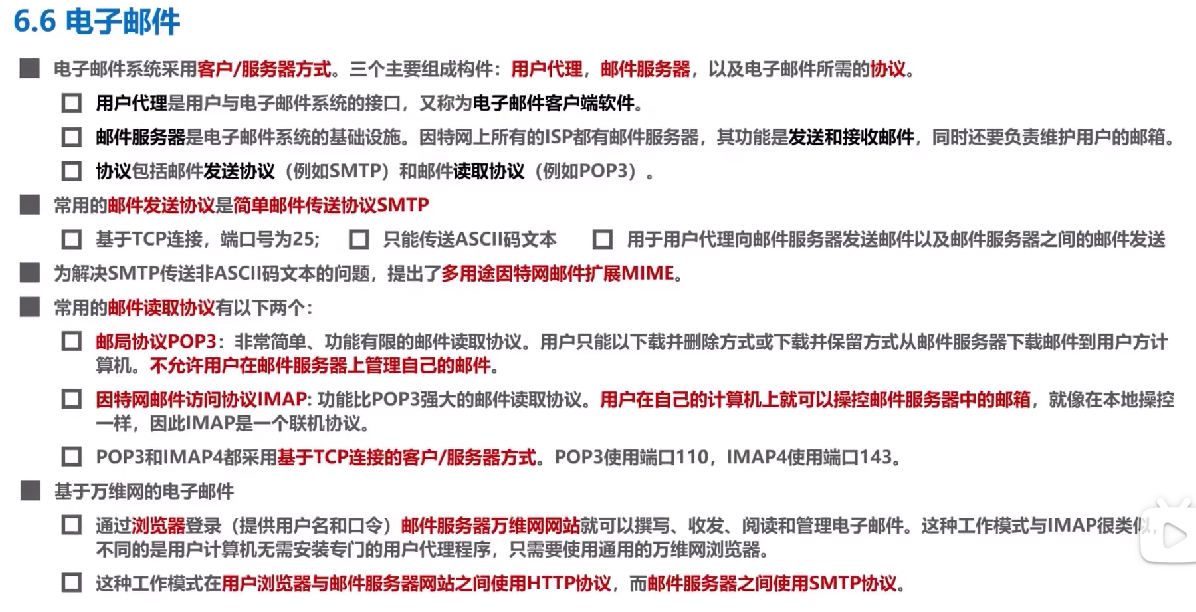 6.6 电子邮件
电子邮件系统采用客户/服务器方式。三个主要组成构件：用户代理，邮件服务器，以及电子邮件所需的协议。
用户代理是用户与电子邮件系统的接口，又称为电子邮件客户端软件。
邮件服务器是电子邮件系统的基础设施。因特网上所有的ISP都有邮件服务器，其功能是发送和接收邮件，同时还要负责维护用户的邮箱。
协议包括邮件发送协议（例如SMTP）和邮件读取协议（例如POP3）。
常用的邮件发送协议是简单邮件传送协议SMTP
基于TCP连接，端口号为25; 只能传送ASCII码文本 用于用户代理向邮件服务器发送邮件以及邮件服务器之间的邮件发送
为解决SMTP传送非ASCII码文本的问题，提出了多用途因特网邮件扩展MIME。
常用的邮件读取协议有以下两个：
邮局协议POP3：非常简单、功能有限的邮件读取协议。用户只能以下载并删除方式或下载并保留方式从邮件服务器下载邮件到用户方计
算机。不允许用户在邮件服务器上管理自己的邮件。
因特网邮件访问协议IMAP: 功能比POP3强大的邮件读取协议。用户在自己的计算机上就可以操控邮件服务器中的邮箱，就像在本地操控
一样，因此IMAP是一个联机协议。
POP3和IMAP4都采用基于TCP连接的客户/服务器方式。POP3使用端口110，IMAP4使用端口143。
基于万维网的电子邮件
通过浏览器登录（提供用户名和口令）邮件服务器万维网网站就可以撰写、收发、阅读和管理电子邮件。这种工作模式与IMAP很类似，
不同的是用户计算机无需安装专门的用户代理程序，只需要使用通用的万维网浏览器。
这种工作模式在用户浏览器与邮件服务器网站之间使用HTTP协议，而邮件服务器之间使用SMTP协议。